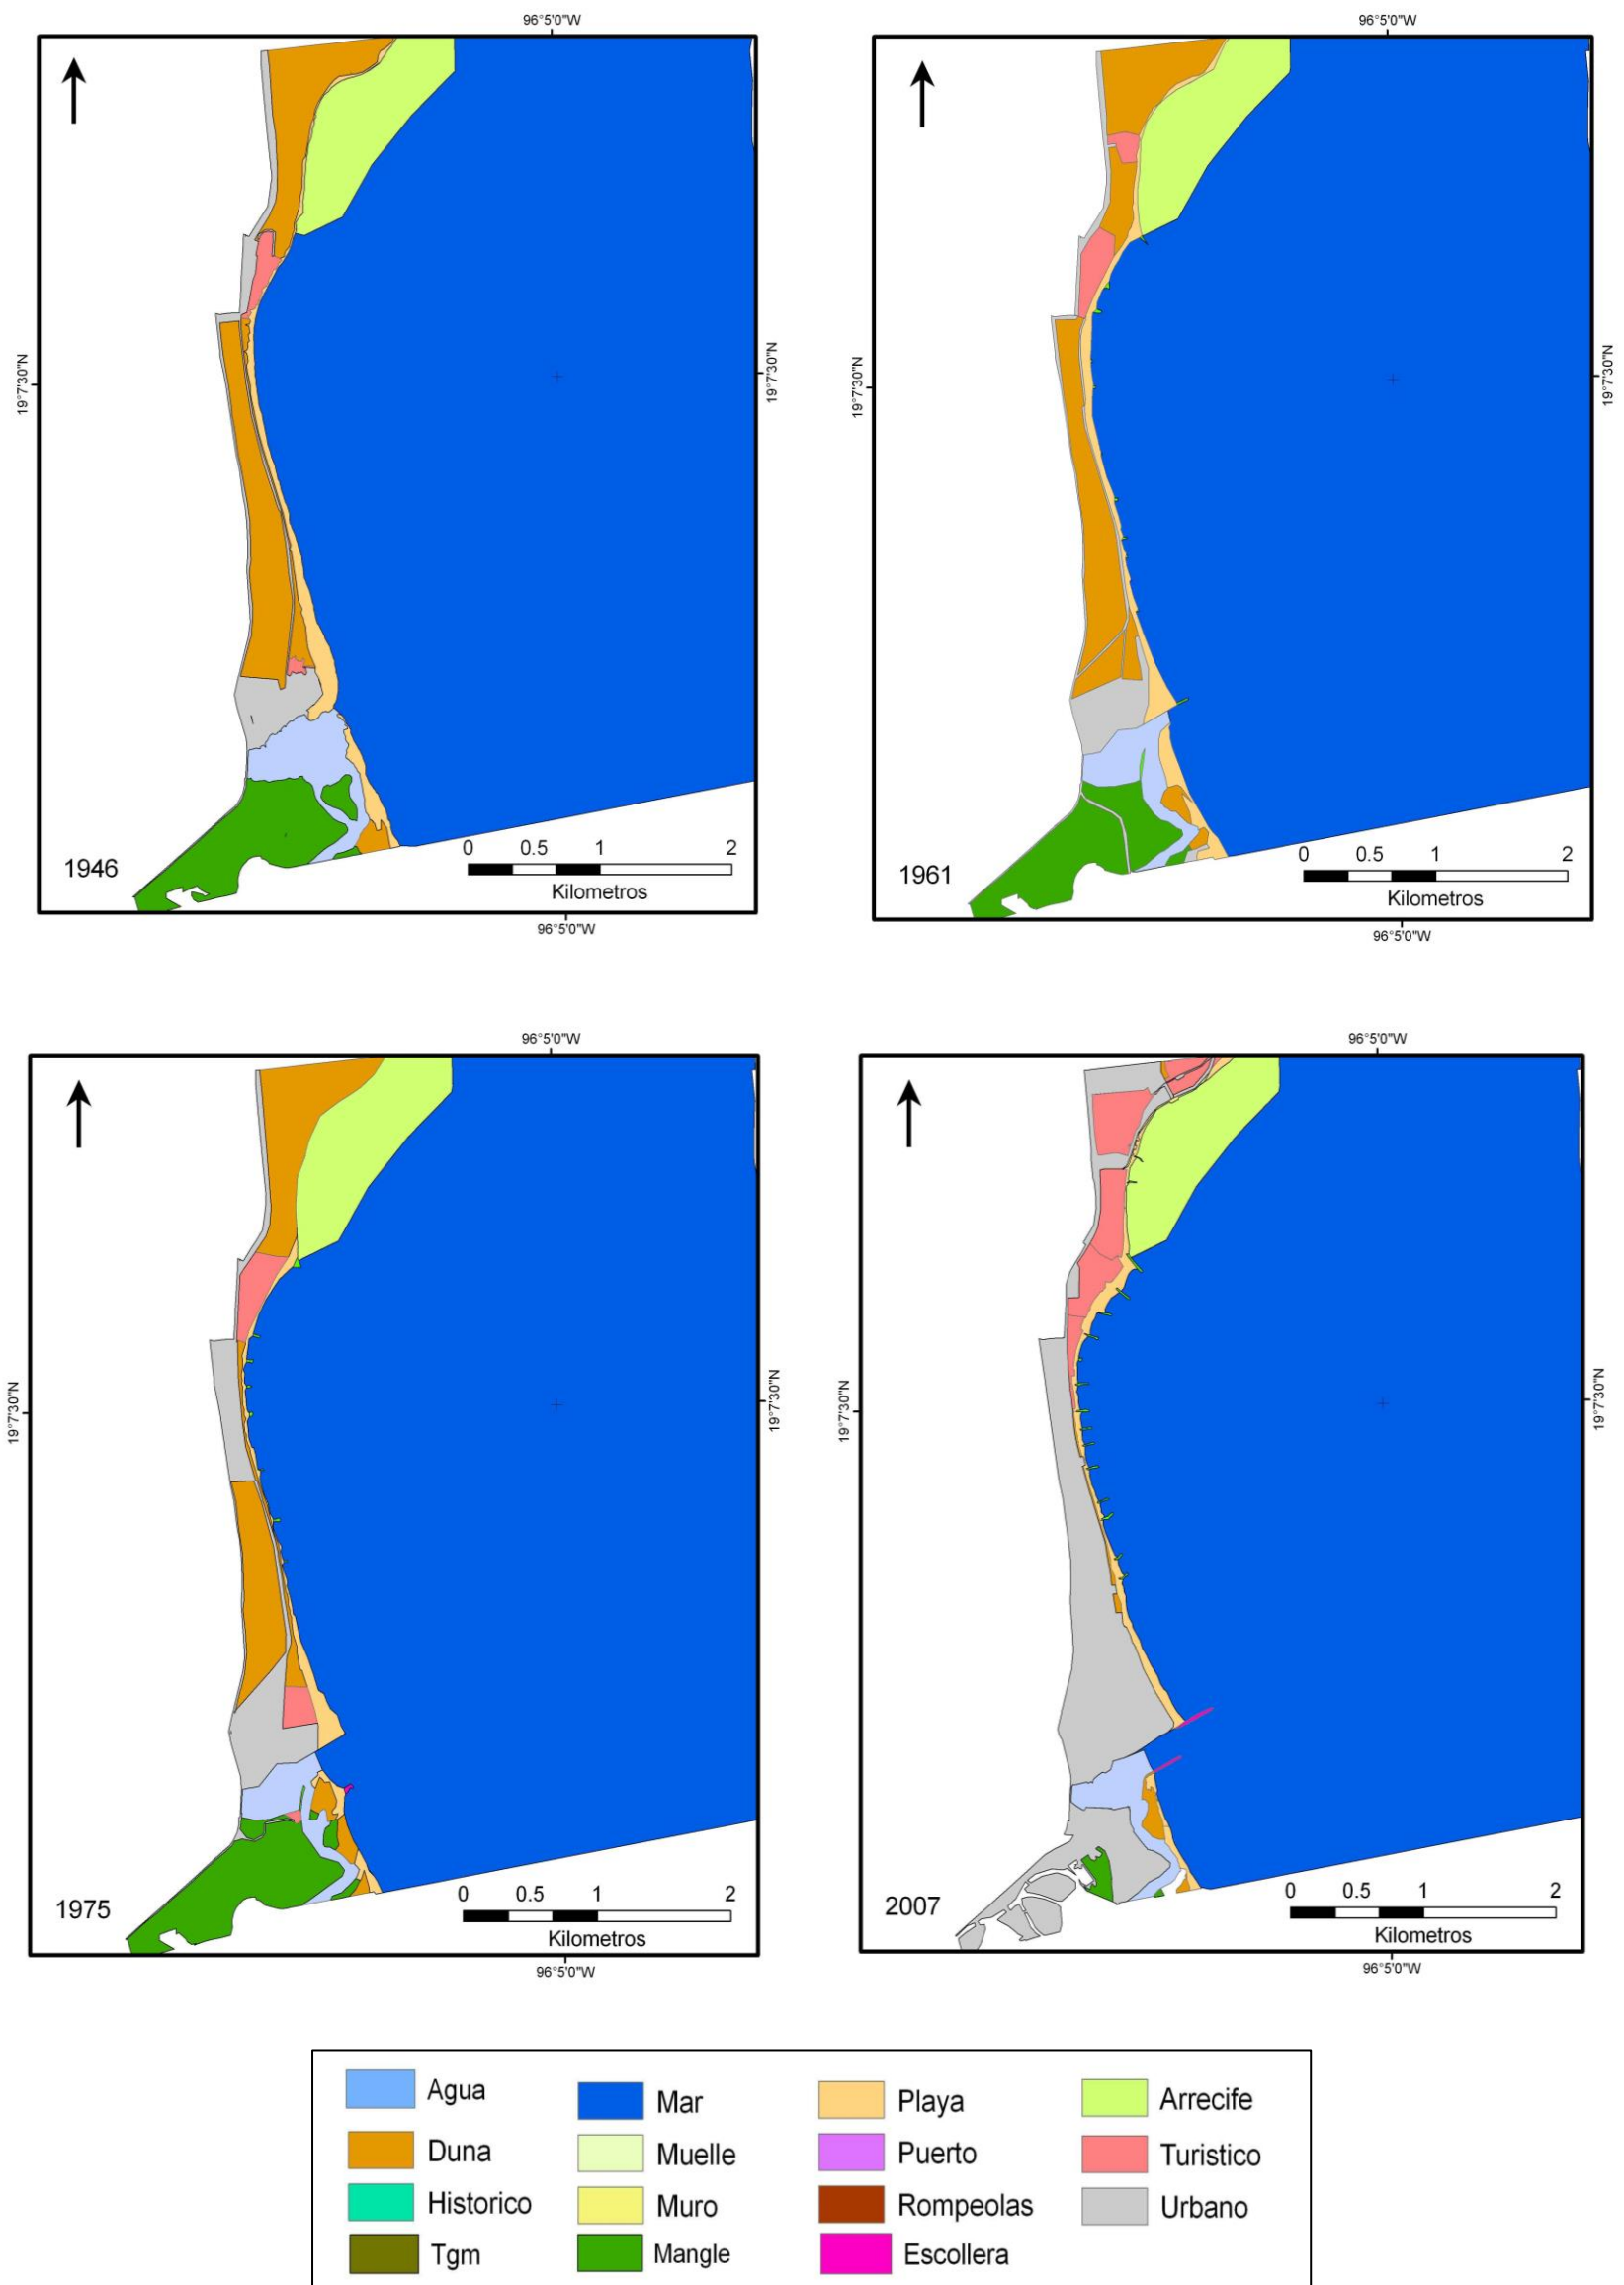 96°5'0"W
96°5'0"W
19°7'30"N
19°7'30"N
19°7'30"N
19°7'30"N
1946
0 0.5 1 2
Kilometros
1961
0 0.5 1 2
Kilometros
96°5'0"W
96°5'0"W
96°5'0"W
96°5'0"W
19°7'30"N
19°7'30"N
19°7'30"N
19°7'30"N
1975
0 0.5 1 2
Kilometros
2007
0 0.5 1 2
Kilometros
96°5'0"W
96°5'0"W
Agua
Mar
Playa
Arrecife
Duna
Muelle
Puerto
Turistico
Historico
Muro
Rompeolas
Urbano
Tgm
Mangle
Escollera